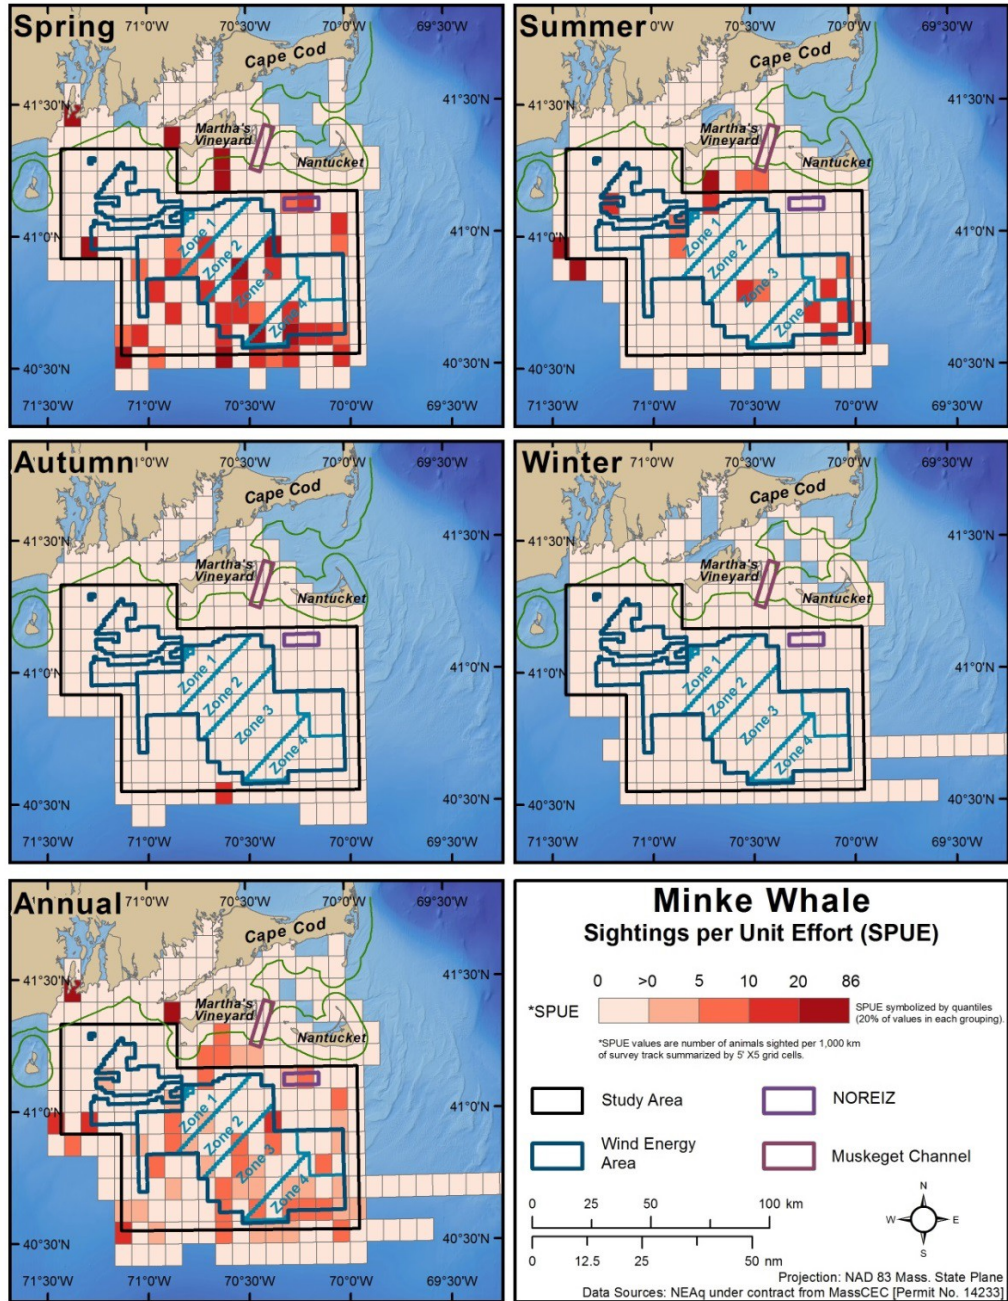 Spring
71°0'W
70°30'W
70°0'W
69°30'W
Cape Cod
41°30'N
41°30'N
Martha's
Vineyard
Nantucket
41°0'N
41°0'N
Zone 1
Zone 2
Zone 3
Zone 4
40°30'N
40°30'N
71°30'W
71°0'W
70°30'W
70°0'W
69°30'W
Summer
71°0'W
70°30'W
70°0'W
69°30'W
Cape Cod
41°30'N
41°30'N
Martha's
Vineyard
Nantucket
41°0'N
41°0'N
Zone 1
Zone 2
Zone 3
Zone
40°30'N
40°30'N
71°30'W
71°0'W
70°30'W
70°0'W
69°30'W
Autumn
71°0'W
70°30'W
70°0'W
69°30'W
Cape Cod
41°30'N
41°30'N
Martha's
Vineyard
Nantucket
41°0'N
41°0'N
Zone 1
Zone 2
Zone 3
Zone 4
40°30'N
40°30'N
71°30'W
71°0'W
70°30'W
70°0'W
69°30'W
Winter
71°0'W
70°30'W
70°0'W
69°30'W
Cape Cod
41°30'N
41°30'N
Martha's
Vineyard
Nantucket
41°0'N
41°0'N
Zone 1
Zone 2
Zone 3
Zone 4
40°30'N
40°30'N
71°30'W
71°0'W
70°30'W
70°0'W
69°30'W
Annual
71°0'W
70°30'W
70°0'W
69°30'W
Cape Cod
41°30'N
41°30'N
Martha's
Vineyard
Nantucket
41°0'N
41°0'N
Zone 1
Zone 2
Zone 3
Zone 4
40°30'N
40°30'N
71°30'W
71°0'W
70°30'W
70°0'W
69°30'W
Minke Whale
Sightings per Unit Effort (SPUE)
0 >0 5 10 20 86
*SPUE
SPUE symbolized by quantiles
(20% of values in each grouping).
*SPUE values are number of animals sighted per 1,000 km
of survey track summarized by 5' X5 grid cells.
Study Area
NOREIZ
Wind Energy
Area
Muskeget Channel
0 25 50 100 km
0 12.5 25 50 nm
N
W E
S
Projection: NAD 83 Mass. State Plane
Data Sources: NEAq under contract from MassCEC [Permit No. 14233]